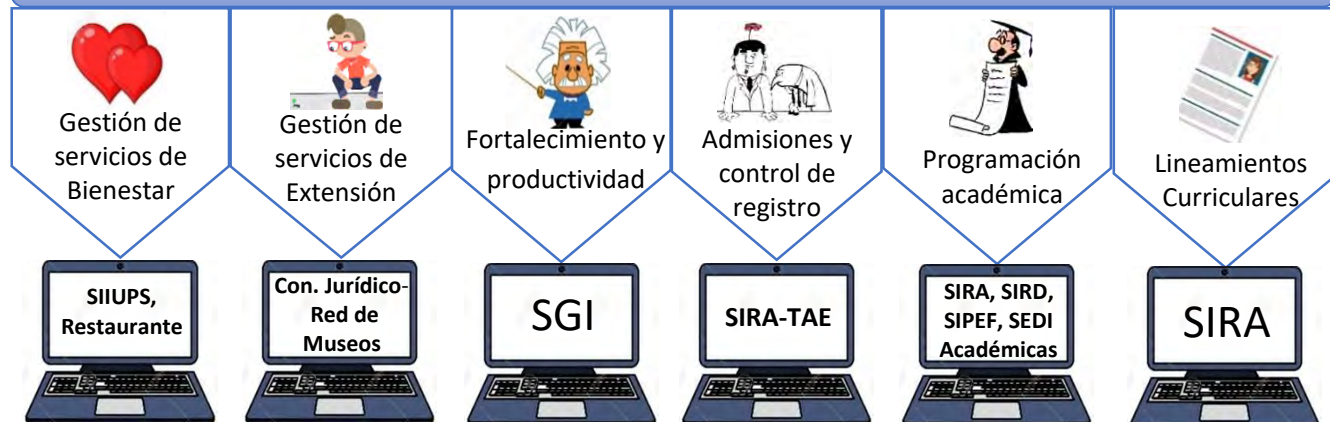 Gestión de
servicios de
Bienestar
Gestión de
servicios de
Extensión
Fortalecimiento y
productividad
Admisiones y
control de
registro
Programación
académica
Lineamientos
Curriculares
SIIUPS,
Restaurante
Con. Jurídico-
Red de
Museos
SGI
SIRA-TAE
SIRA, SIRD,
SIPEF, SEDI
Académicas
SIRA